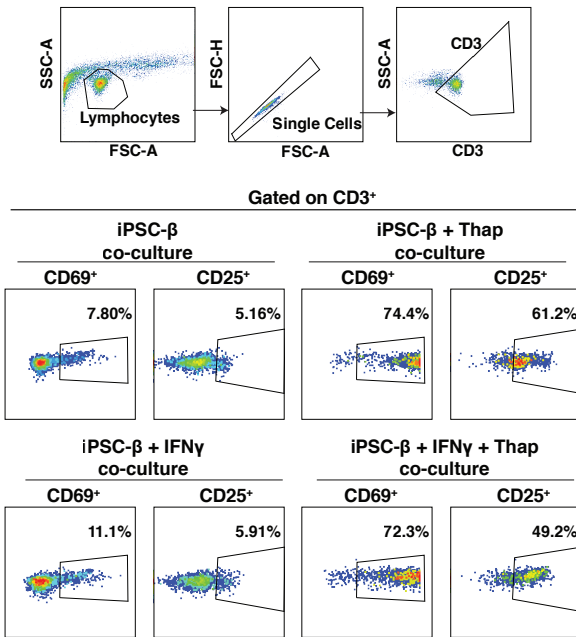 SSC-A
Lymphocytes
FSC-A
FSC-H
Single Cells
FSC-A
SSC-A
CD3
CD3
Gated on CD3⁺
iPSC-β
co-culture
iPSC-β + Thap
co-culture
CD69⁺
CD25⁺
CD69⁺
CD25⁺
7.80%
5.16%
74.4%
61.2%
iPSC-β + IFNγ
co-culture
iPSC-β + IFNγ + Thap
co-culture
CD69⁺
CD25⁺
CD69⁺
CD25⁺
11.1%
5.91%
72.3%
49.2%